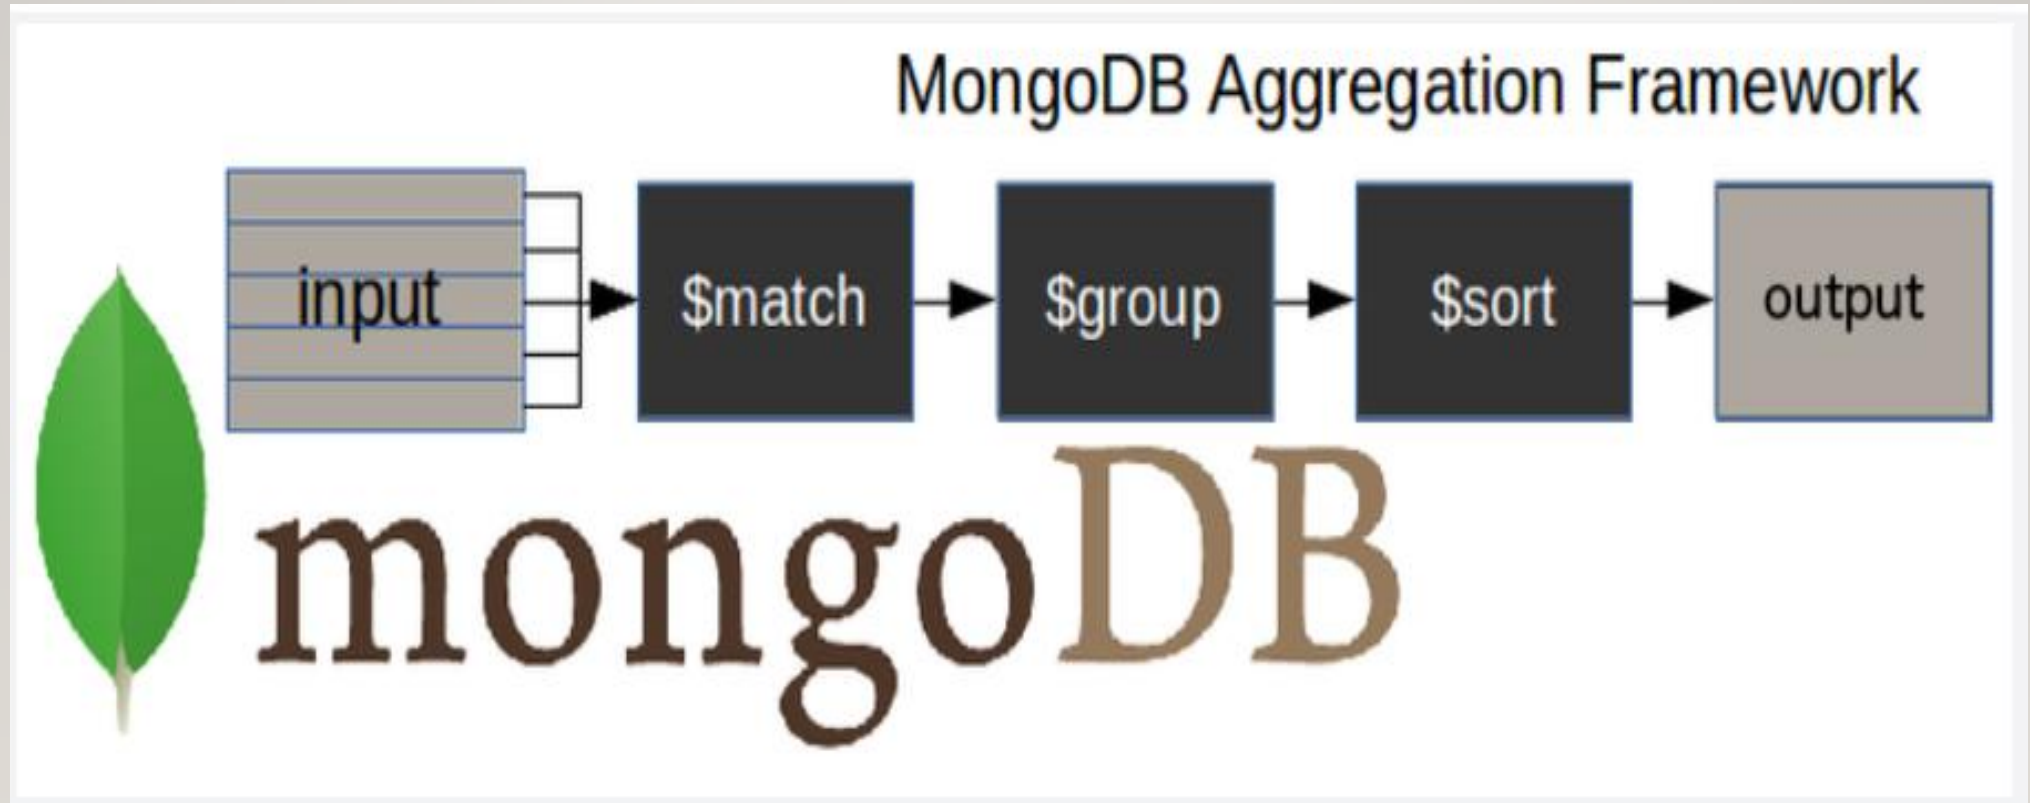 MongoDB Aggregation Framework
input $match $group $sort output
mongoDB